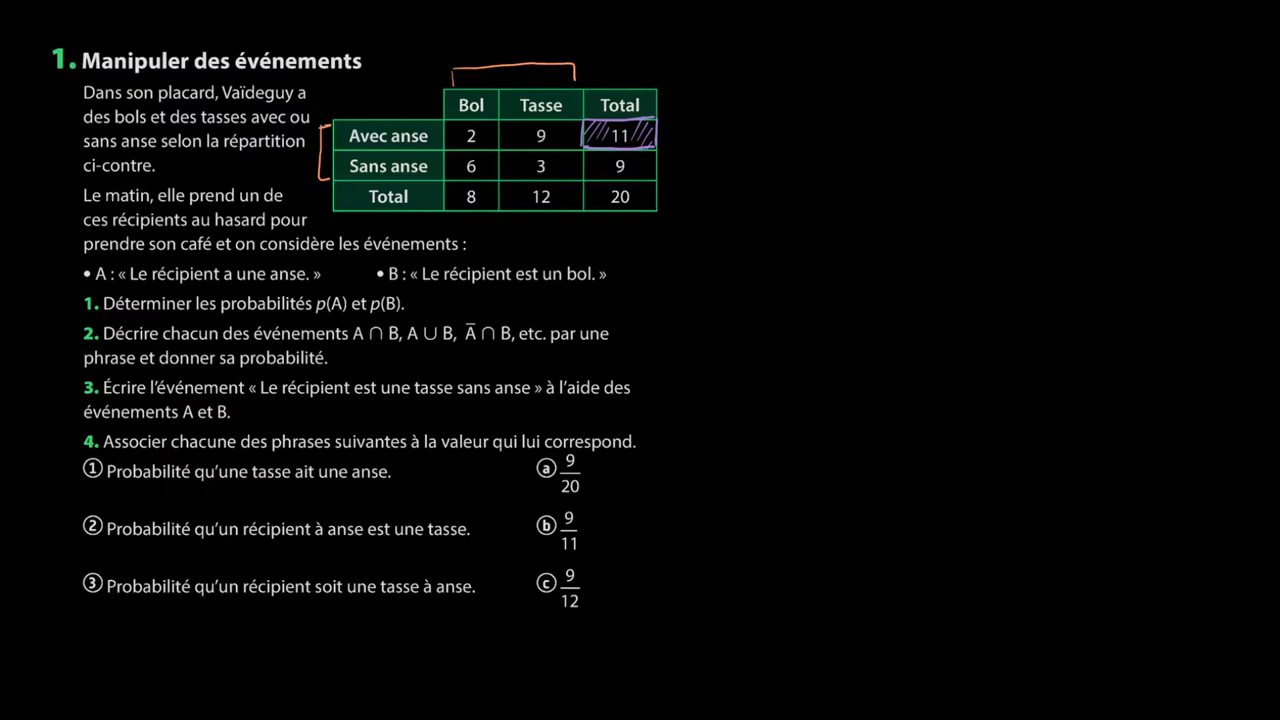 1. Manipuler des événements
Dans son placard, Vaïdeguy a
des bols et des tasses avec ou
sans anse selon la répartition
ci-contre.
Bol Tasse Total
Avec anse 2 9 11
Sans anse 6 3 9
Total 8 12 20
Le matin, elle prend un de
ces récipients au hasard pour
prendre son café et on considère les événements :
• A : « Le récipient a une anse. » • B : « Le récipient est un bol. »
1. Déterminer les probabilités p(A) et p(B).
2. Décrire chacun des événements A ∩ B, A ∪ B, A̅ ∩ B, etc. par une
phrase et donner sa probabilité.
3. Écrire l’événement « Le récipient est une tasse sans anse » à l’aide des
événements A et B.
4. Associer chacune des phrases suivantes à la valeur qui lui correspond.
① Probabilité qu’une tasse ait une anse. ⓐ 9/20
② Probabilité qu’un récipient à anse est une tasse. ⓑ 9/11
③ Probabilité qu’un récipient soit une tasse à anse. ⓒ 9/12